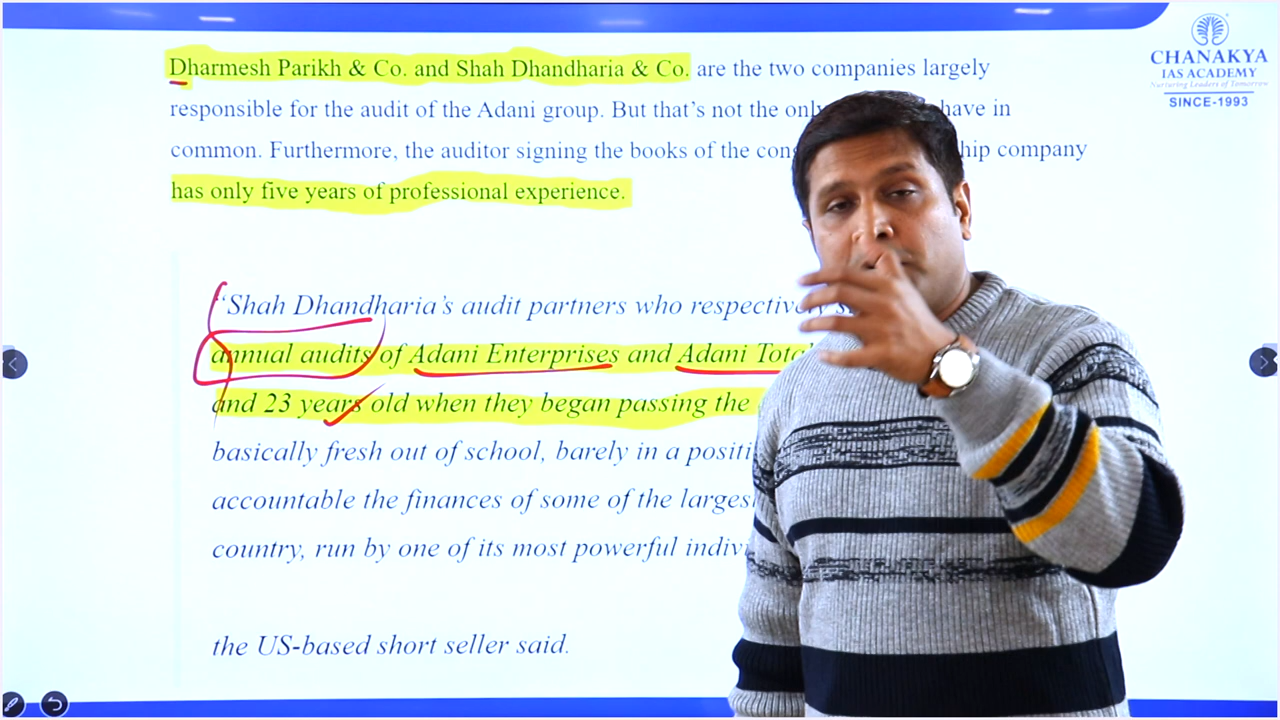 Dharmesh Parikh & Co. and Shah Dhandharia & Co. are the two companies largely
responsible for the audit of the Adani group. But that's not the only have in
common. Furthermore, the auditor signing the books of the company
has only five years of professional experience.
“Shah Dhandharia's audit partners who respectively
annual audits of Adani Enterprises and Adani Total
and 23 years old when they began passing the
basically fresh out of school, barely in a
accountable the finances of some of the largest
country, run by one of its most powerful
the US-based short seller said.
CHANAKYA
IAS ACADEMY
Nurturing Leaders of Tomorrow
SINCE-1993